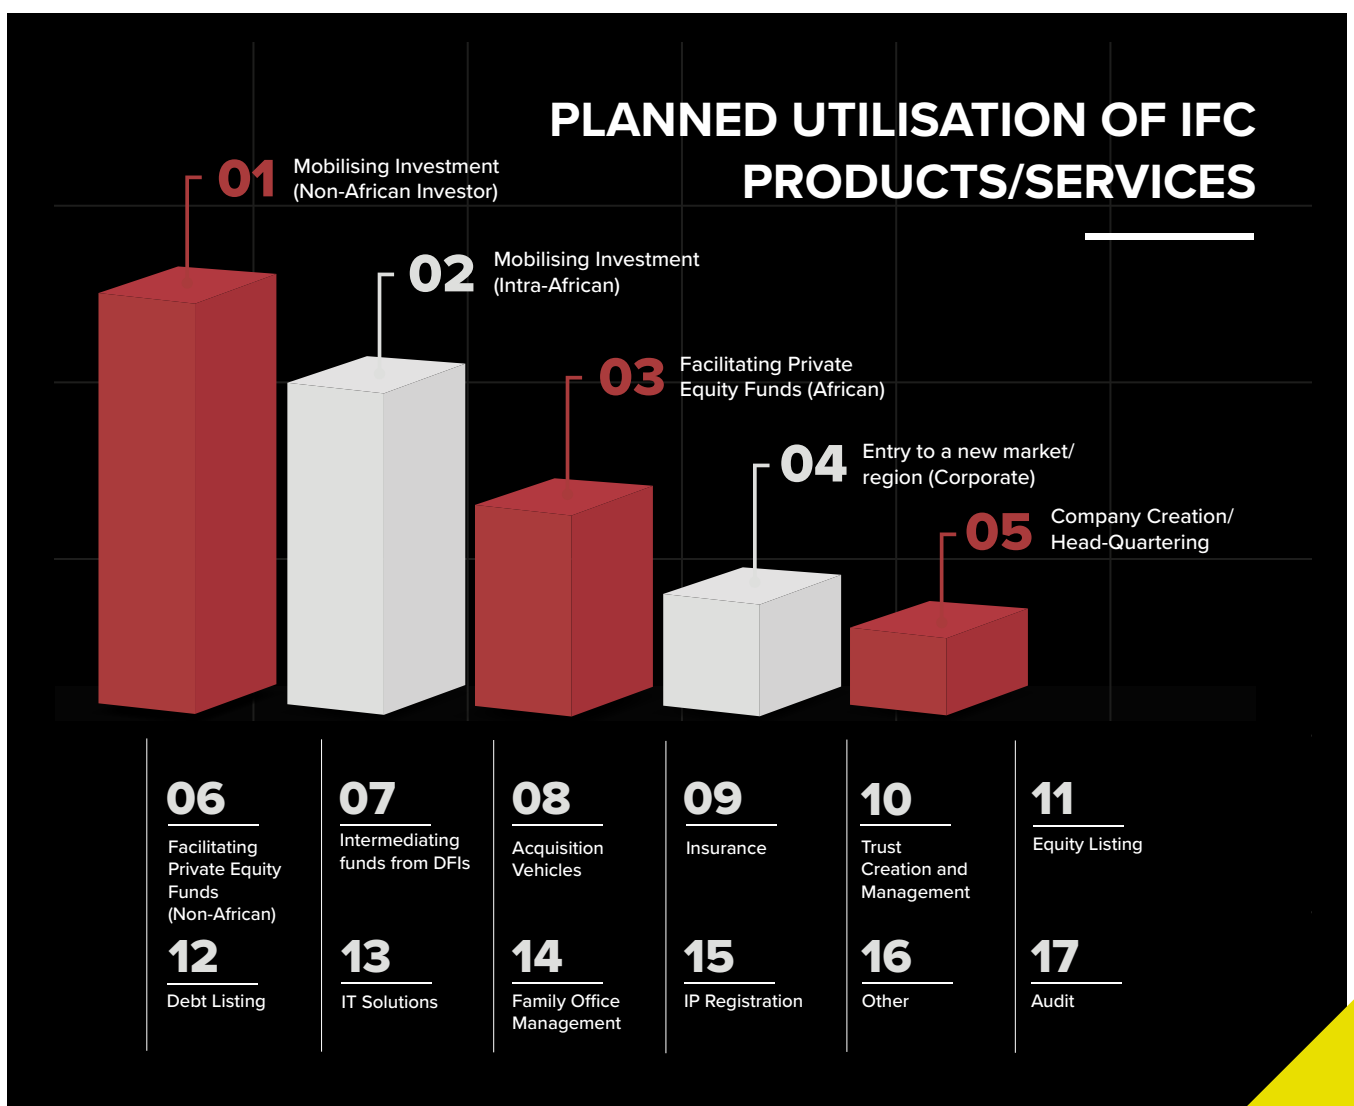 PLANNED UTILISATION OF IFC
PRODUCTS/SERVICES
01
Mobilising Investment
(Non-African Investor)
02
Mobilising Investment
(Intra-African)
03
Facilitating Private
Equity Funds (African)
04
Entry to a new market/
region (Corporate)
05
Company Creation/
Head-Quartering
06
Facilitating
Private Equity
Funds
(Non-African)
07
Intermediating
funds from DFIs
08
Acquisition
Vehicles
09
Insurance
10
Trust
Creation and
Management
11
Equity Listing
12
Debt Listing
13
IT Solutions
14
Family Office
Management
15
IP Registration
16
Other
17
Audit